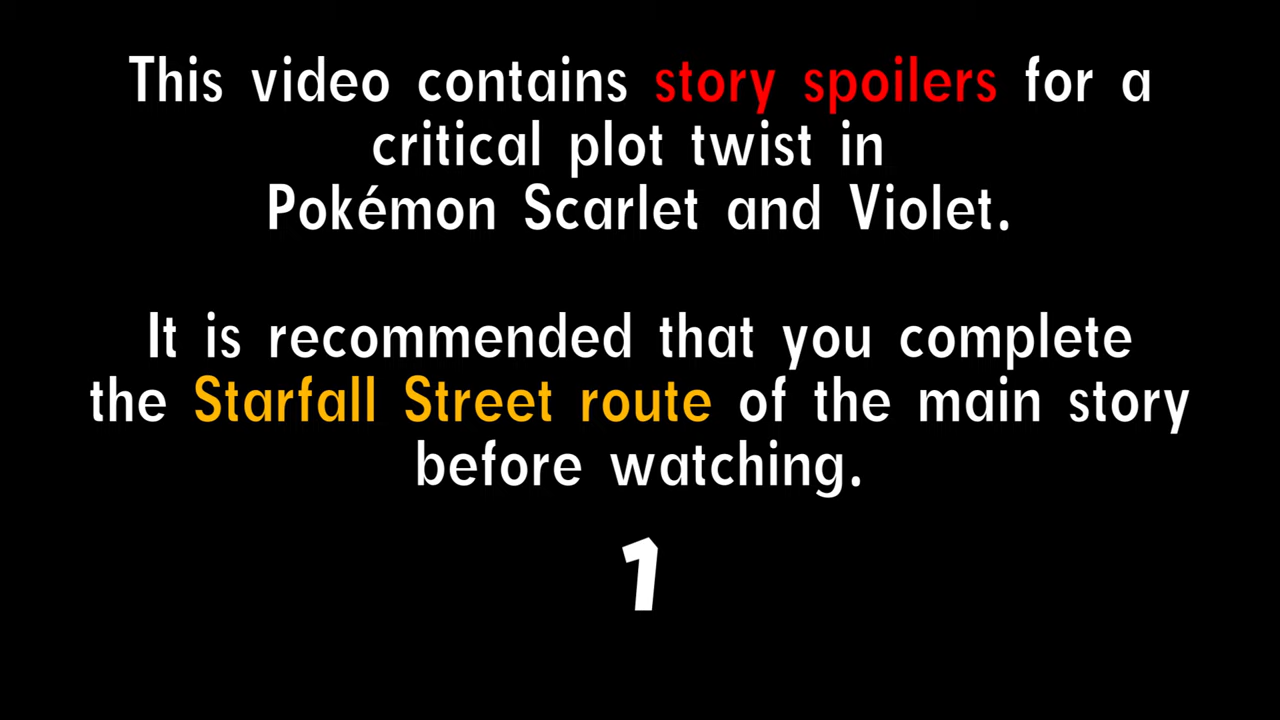 This video contains story spoilers for a
critical plot twist in
Pokémon Scarlet and Violet.
It is recommended that you complete
the Starfall Street route of the main story
before watching.
1